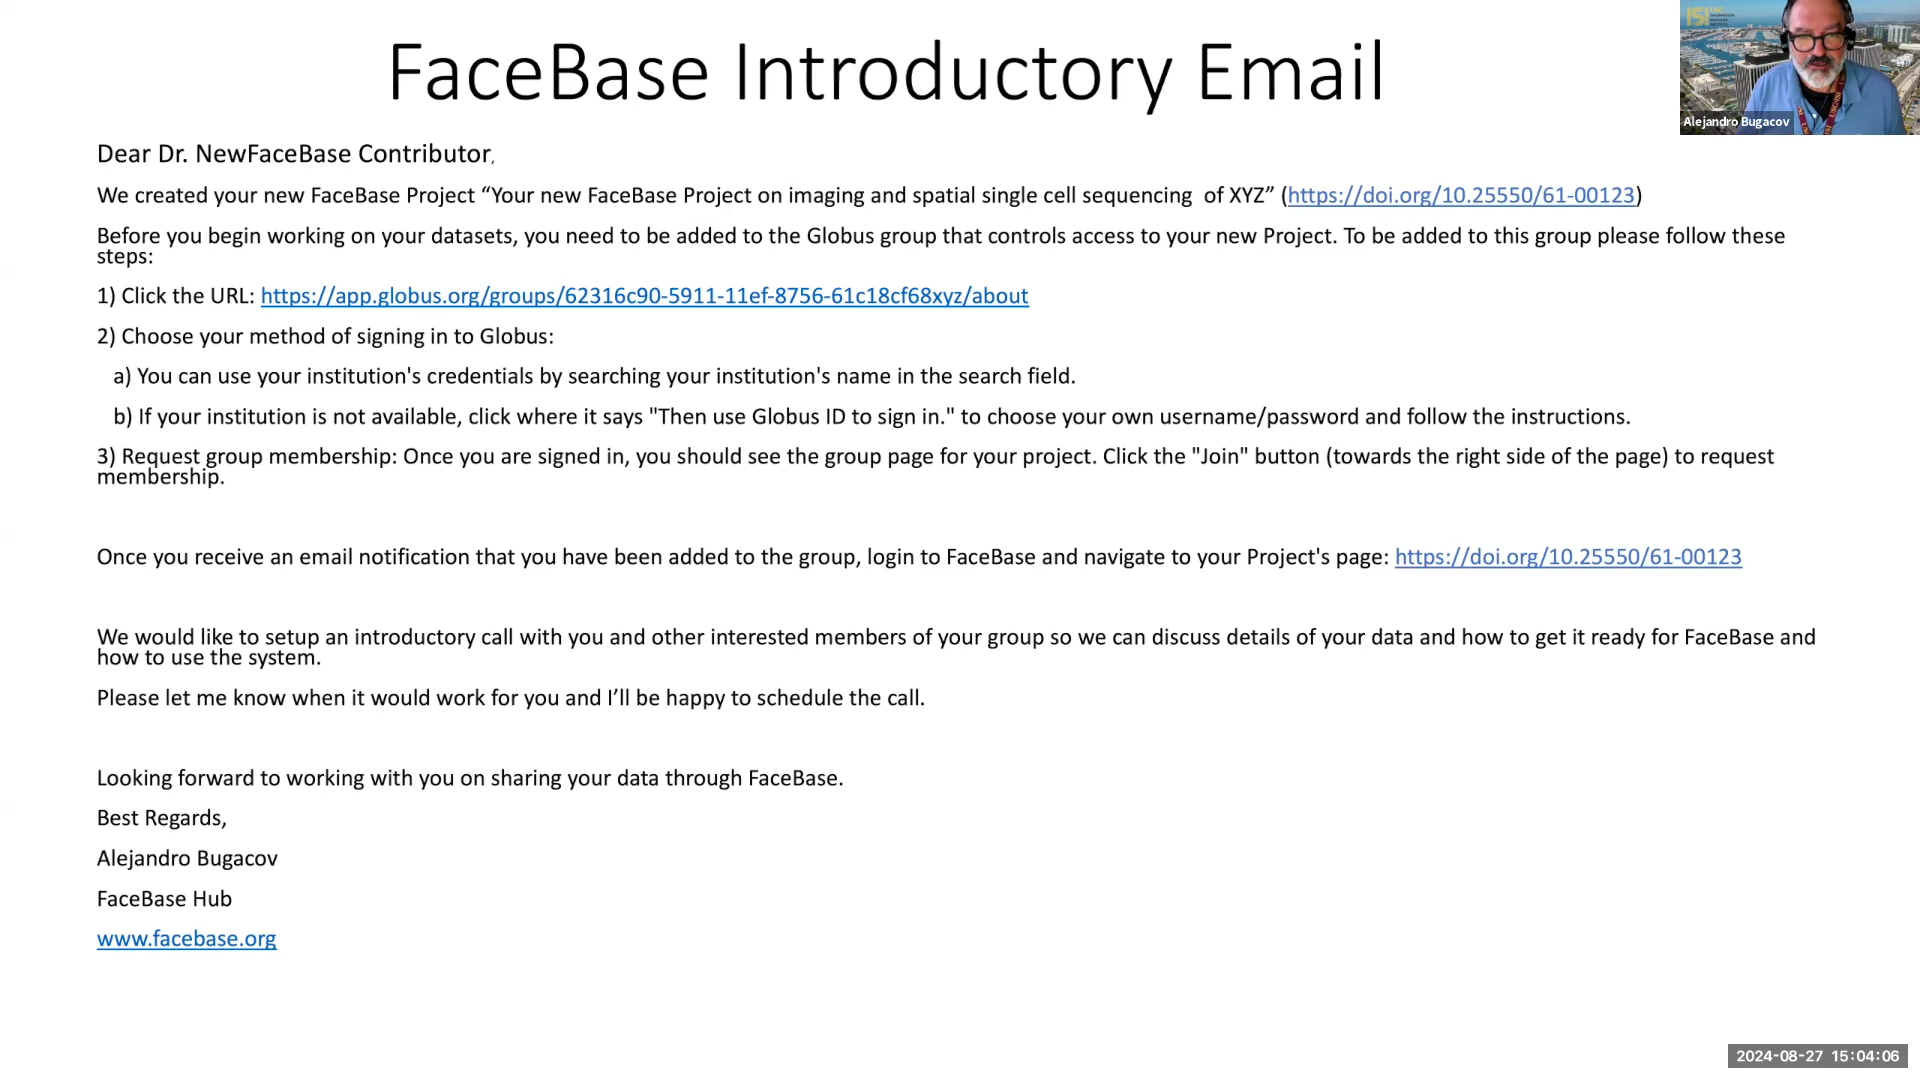 FaceBase Introductory Email
ISI
Alejandro Bugacov
Dear Dr. NewFaceBase Contributor,
We created your new FaceBase Project “Your new FaceBase Project on imaging and spatial single cell sequencing  of XYZ” (https://doi.org/10.25550/61-00123)
Before you begin working on your datasets, you need to be added to the Globus group that controls access to your new Project. To be added to this group please follow these
steps:
1) Click the URL: https://app.globus.org/groups/62316c90-5911-11ef-8756-61c18cf68xyz/about
2) Choose your method of signing in to Globus:
a) You can use your institution's credentials by searching your institution's name in the search field.
b) If your institution is not available, click where it says "Then use Globus ID to sign in." to choose your own username/password and follow the instructions.
3) Request group membership: Once you are signed in, you should see the group page for your project. Click the "Join" button (towards the right side of the page) to request
membership.
Once you receive an email notification that you have been added to the group, login to FaceBase and navigate to your Project's page: https://doi.org/10.25550/61-00123
We would like to setup an introductory call with you and other interested members of your group so we can discuss details of your data and how to get it ready for FaceBase and
how to use the system.
Please let me know when it would work for you and I’ll be happy to schedule the call.
Looking forward to working with you on sharing your data through FaceBase.
Best Regards,
Alejandro Bugacov
FaceBase Hub
www.facebase.org
2024-08-27 15:04:06